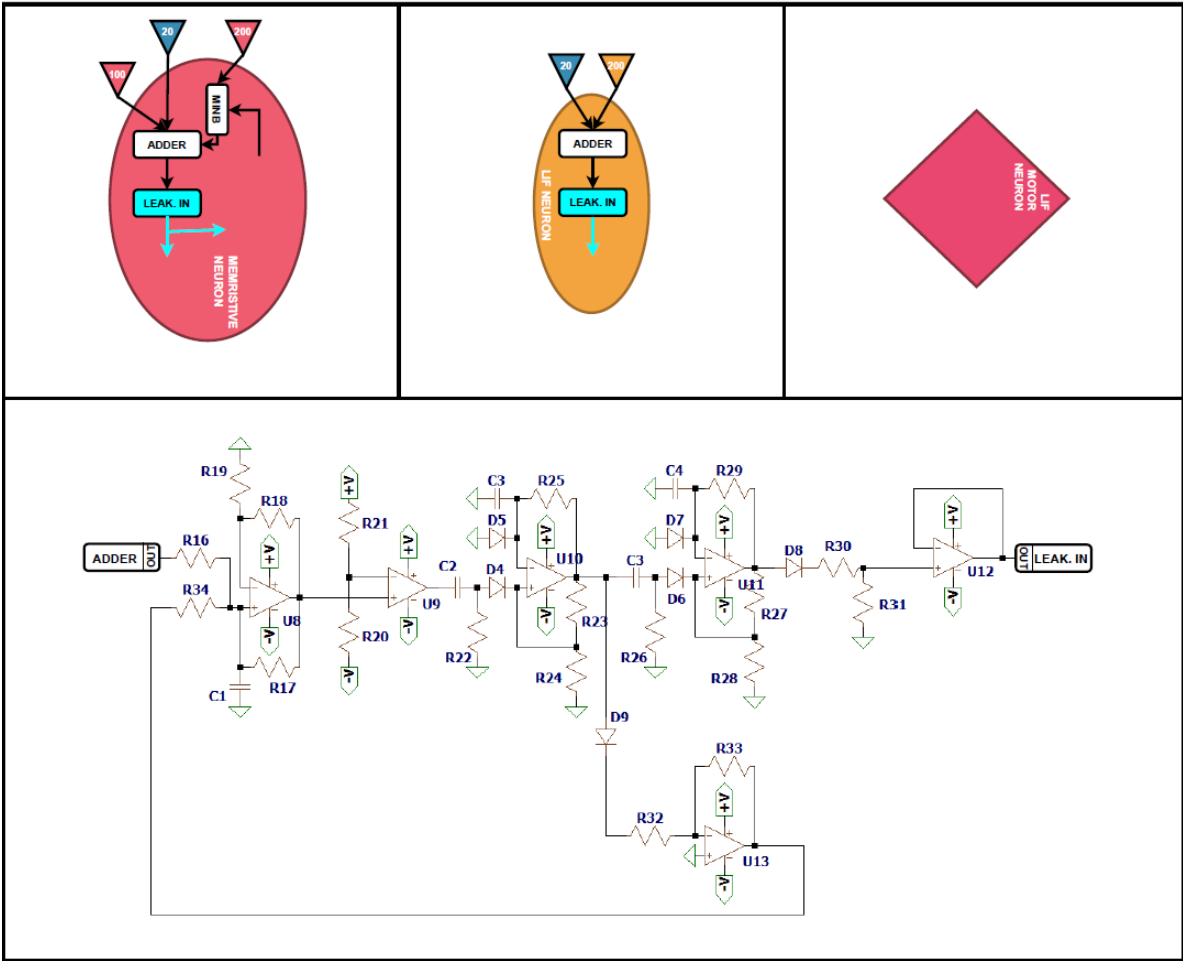 20
200
100
MINB
ADDER
LEAK. IN
MEMRISTIVE
NEURON
20
200
ADDER
LEAK. IN
LIF NEURON
LIF
MOTOR
NEURON
R19
R18
ADDER
OUT
R16
R34
V+
V-
U8
R17
C1
V+
R21
R20
V-
V+
V-
U9
C2
R22
D4
C3
D5
R25
V+
V-
U10
R23
R24
C3
R26
D6
C4
D7
R29
V+
V-
U11
R27
R28
D8
R30
R31
V+
V-
U12
OUT
LEAK. IN
D9
R32
R33
V+
V-
U13